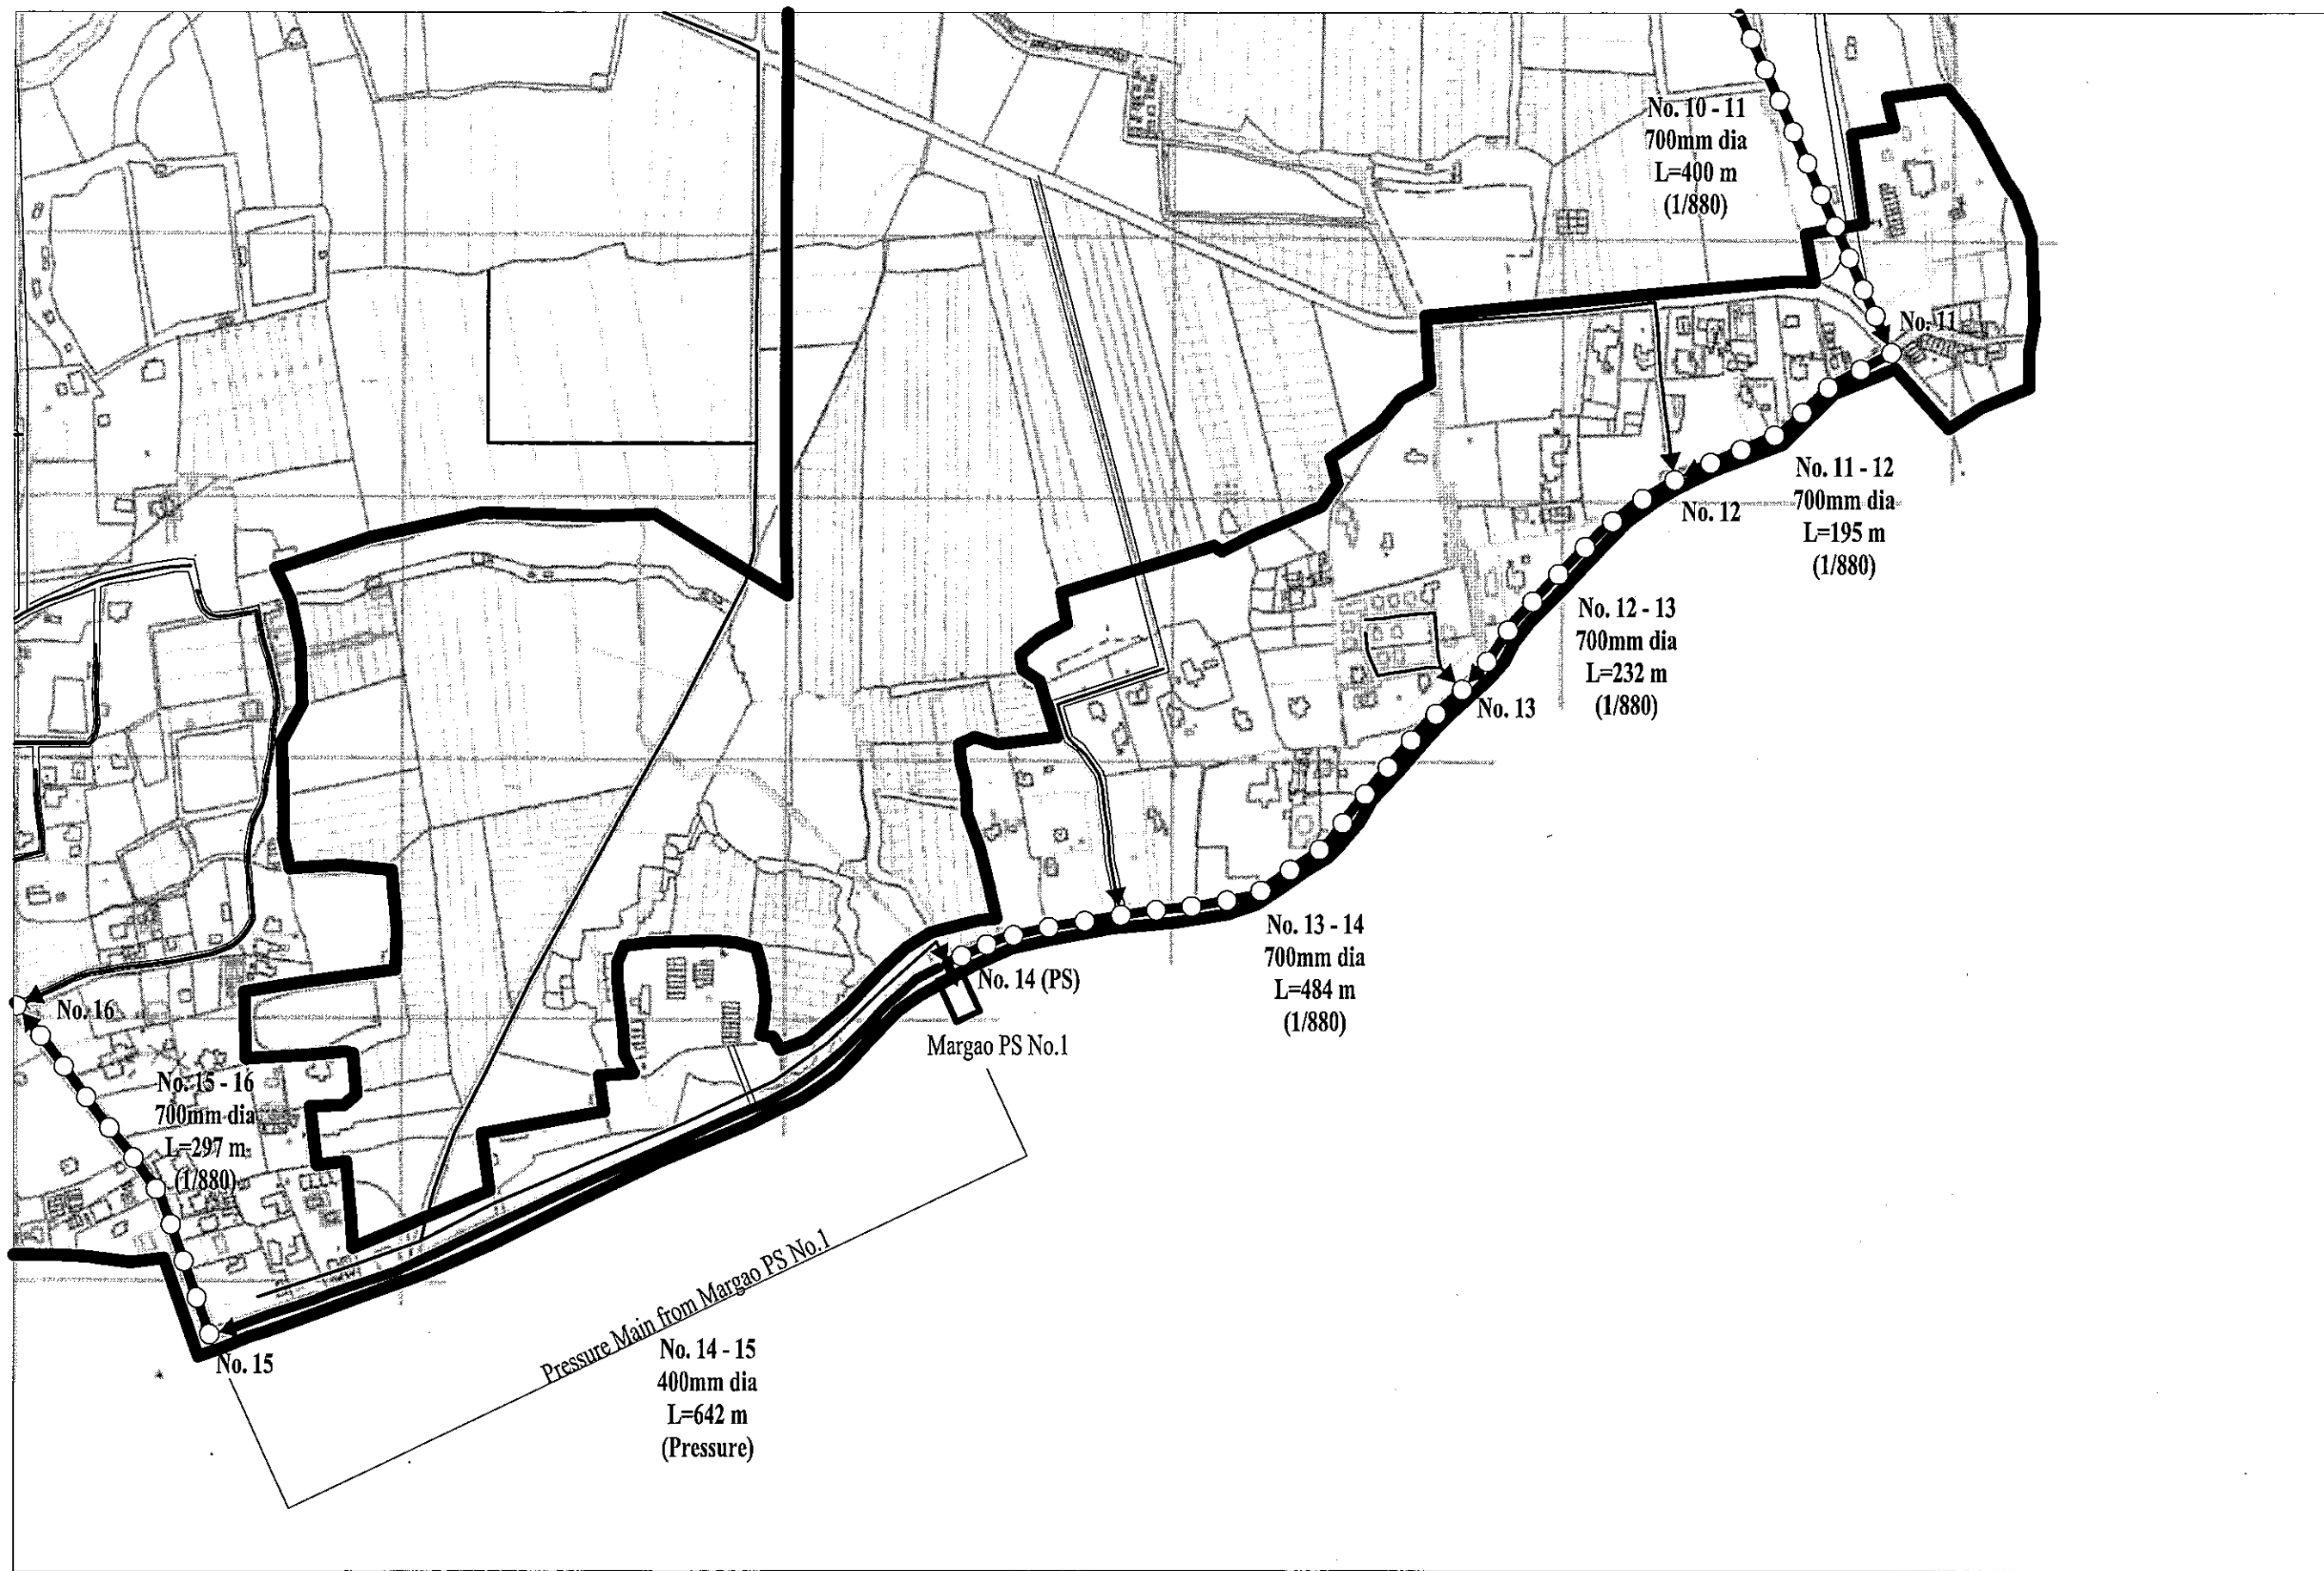 No. 10 - 11
700mm dia
L=400 m
(1/880)
No. 11
No. 11 - 12
700mm dia
L=195 m
(1/880)
No. 12
No. 12 - 13
700mm dia
L=232 m
(1/880)
No. 13
No. 13 - 14
700mm dia
L=484 m
(1/880)
No. 14 (PS)
Margao PS No.1
No. 16
No. 15 - 16
700mm dia
L=297 m
(1/880)
Pressure Main from Margao PS No.1
No. 14 - 15
400mm dia
L=642 m
(Pressure)
No. 15